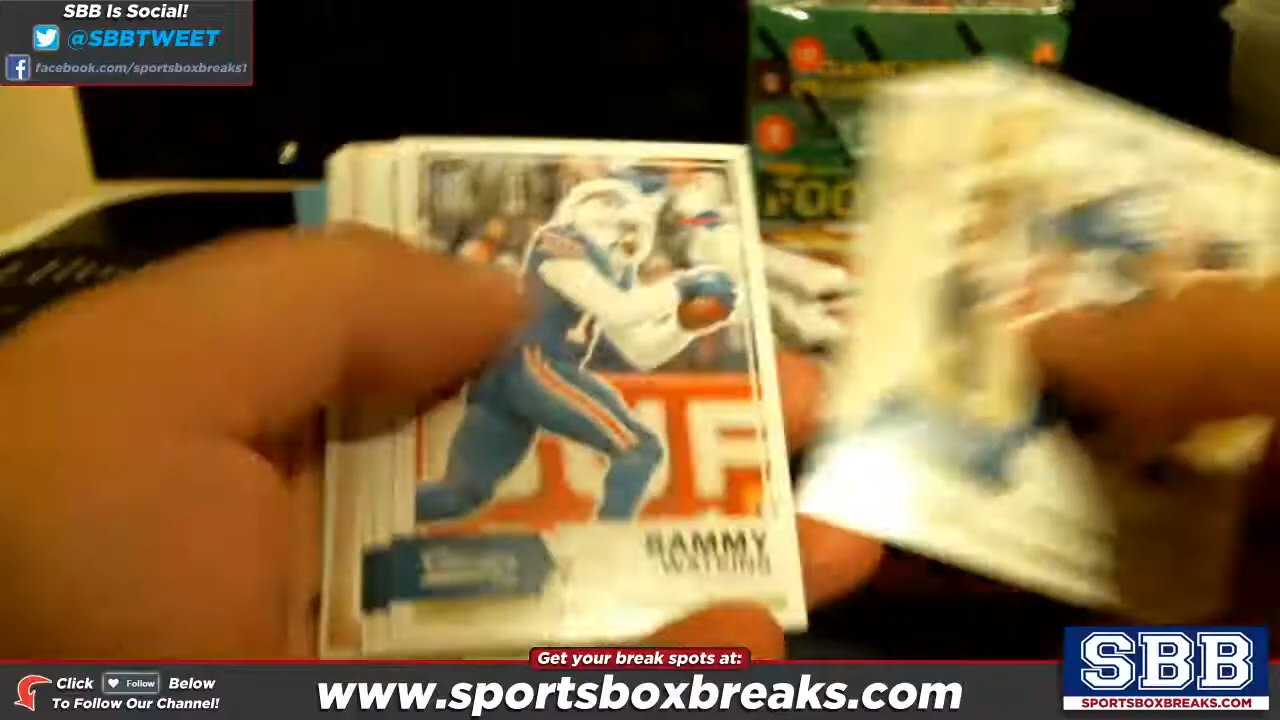 SBB Is Social!
@SBBTWEET
facebook.com/sportsboxbreaks1
SAMMY
WATKINS
Get your break spots at:
Click Follow Below
To Follow Our Channel!
www.sportsboxbreaks.com
SBB
SPORTSBOXBREAKS.COM